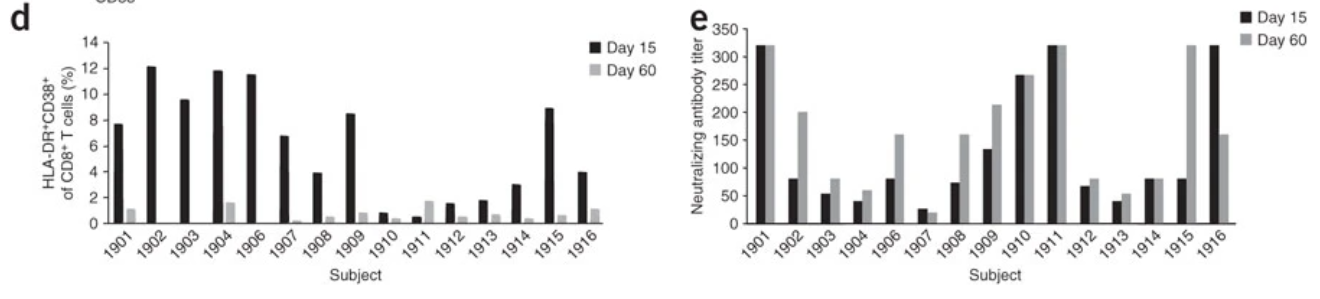 d
14
12
10
8
6
4
2
0
HLA-DR⁺CD38⁺
of CD8⁺ T cells (%)
Day 15
Day 60
1901 1902 1903 1904 1906 1907 1908 1909 1910 1911 1912 1913 1914 1915 1916
Subject
e
350
300
250
200
150
100
50
0
Neutralizing antibody titer
Day 15
Day 60
1901 1902 1903 1904 1906 1907 1908 1909 1910 1911 1912 1913 1914 1915 1916
Subject